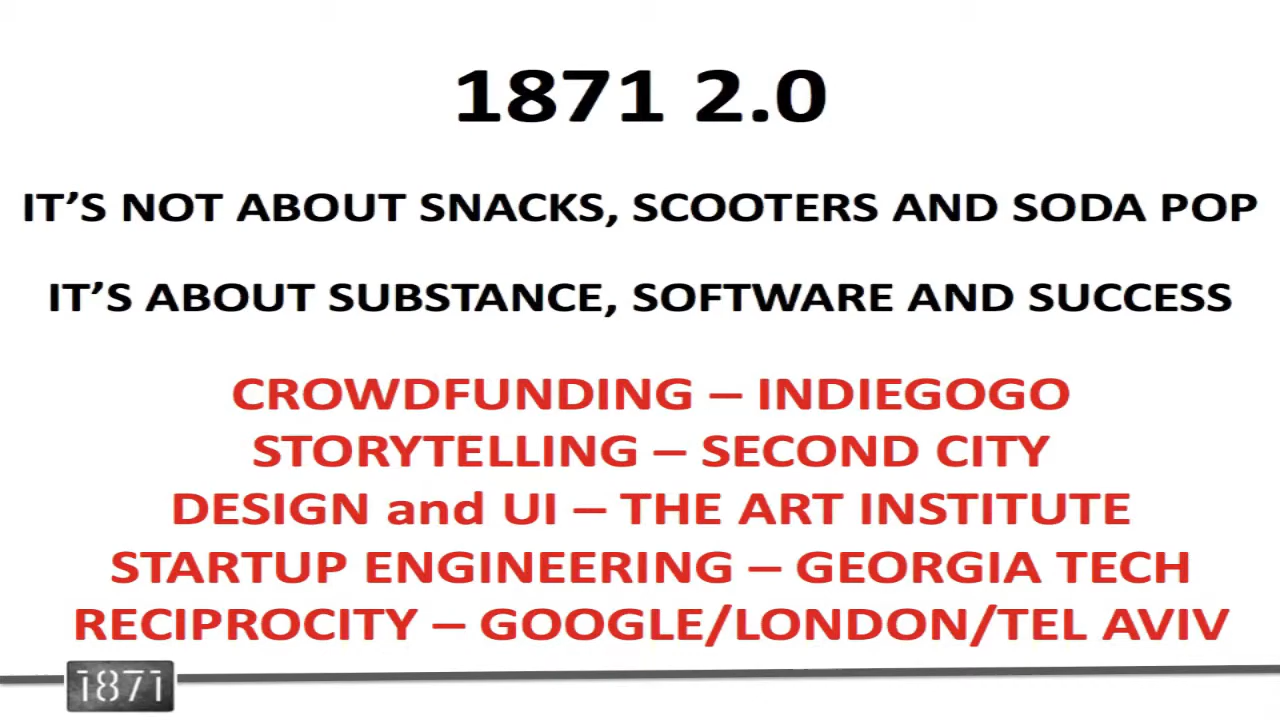 1871 2.0
IT’S NOT ABOUT SNACKS, SCOOTERS AND SODA POP
IT’S ABOUT SUBSTANCE, SOFTWARE AND SUCCESS
CROWDFUNDING – INDIEGOGO
STORYTELLING – SECOND CITY
DESIGN and UI – THE ART INSTITUTE
STARTUP ENGINEERING – GEORGIA TECH
RECIPROCITY – GOOGLE/LONDON/TEL AVIV
1871